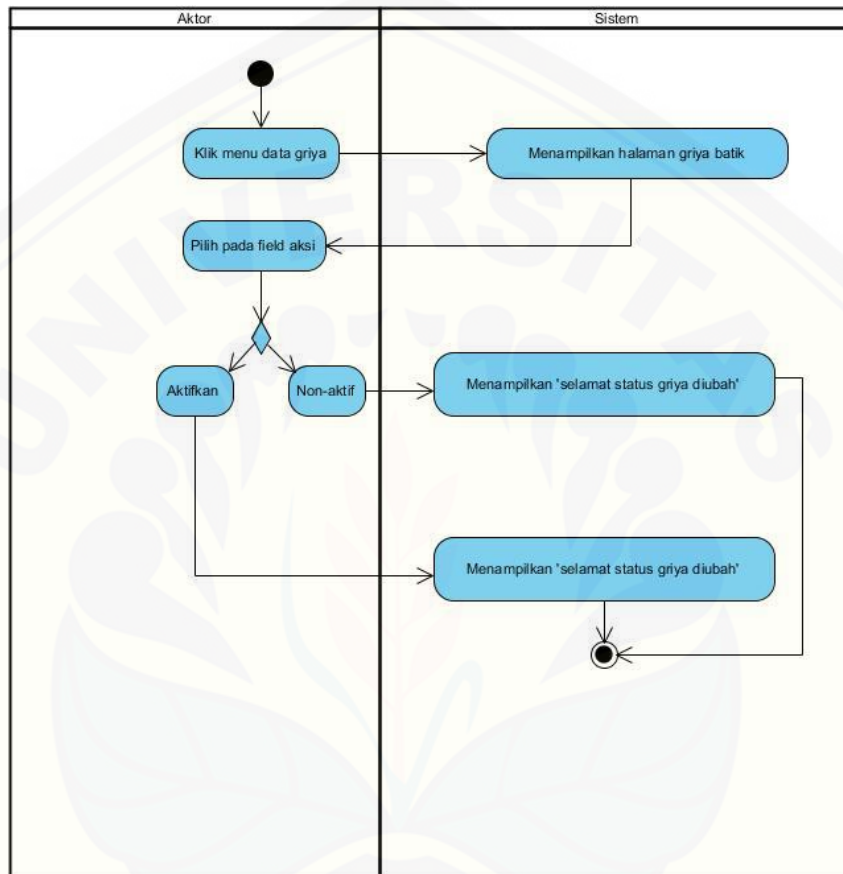 Aktor
Sistem
Klik menu data griya
Menampilkan halaman griya batik
Pilih pada field aksi
Aktifkan
Non-aktif
Menampilkan 'selamat status griya diubah'
Menampilkan 'selamat status griya diubah'
UNIVERSITAS